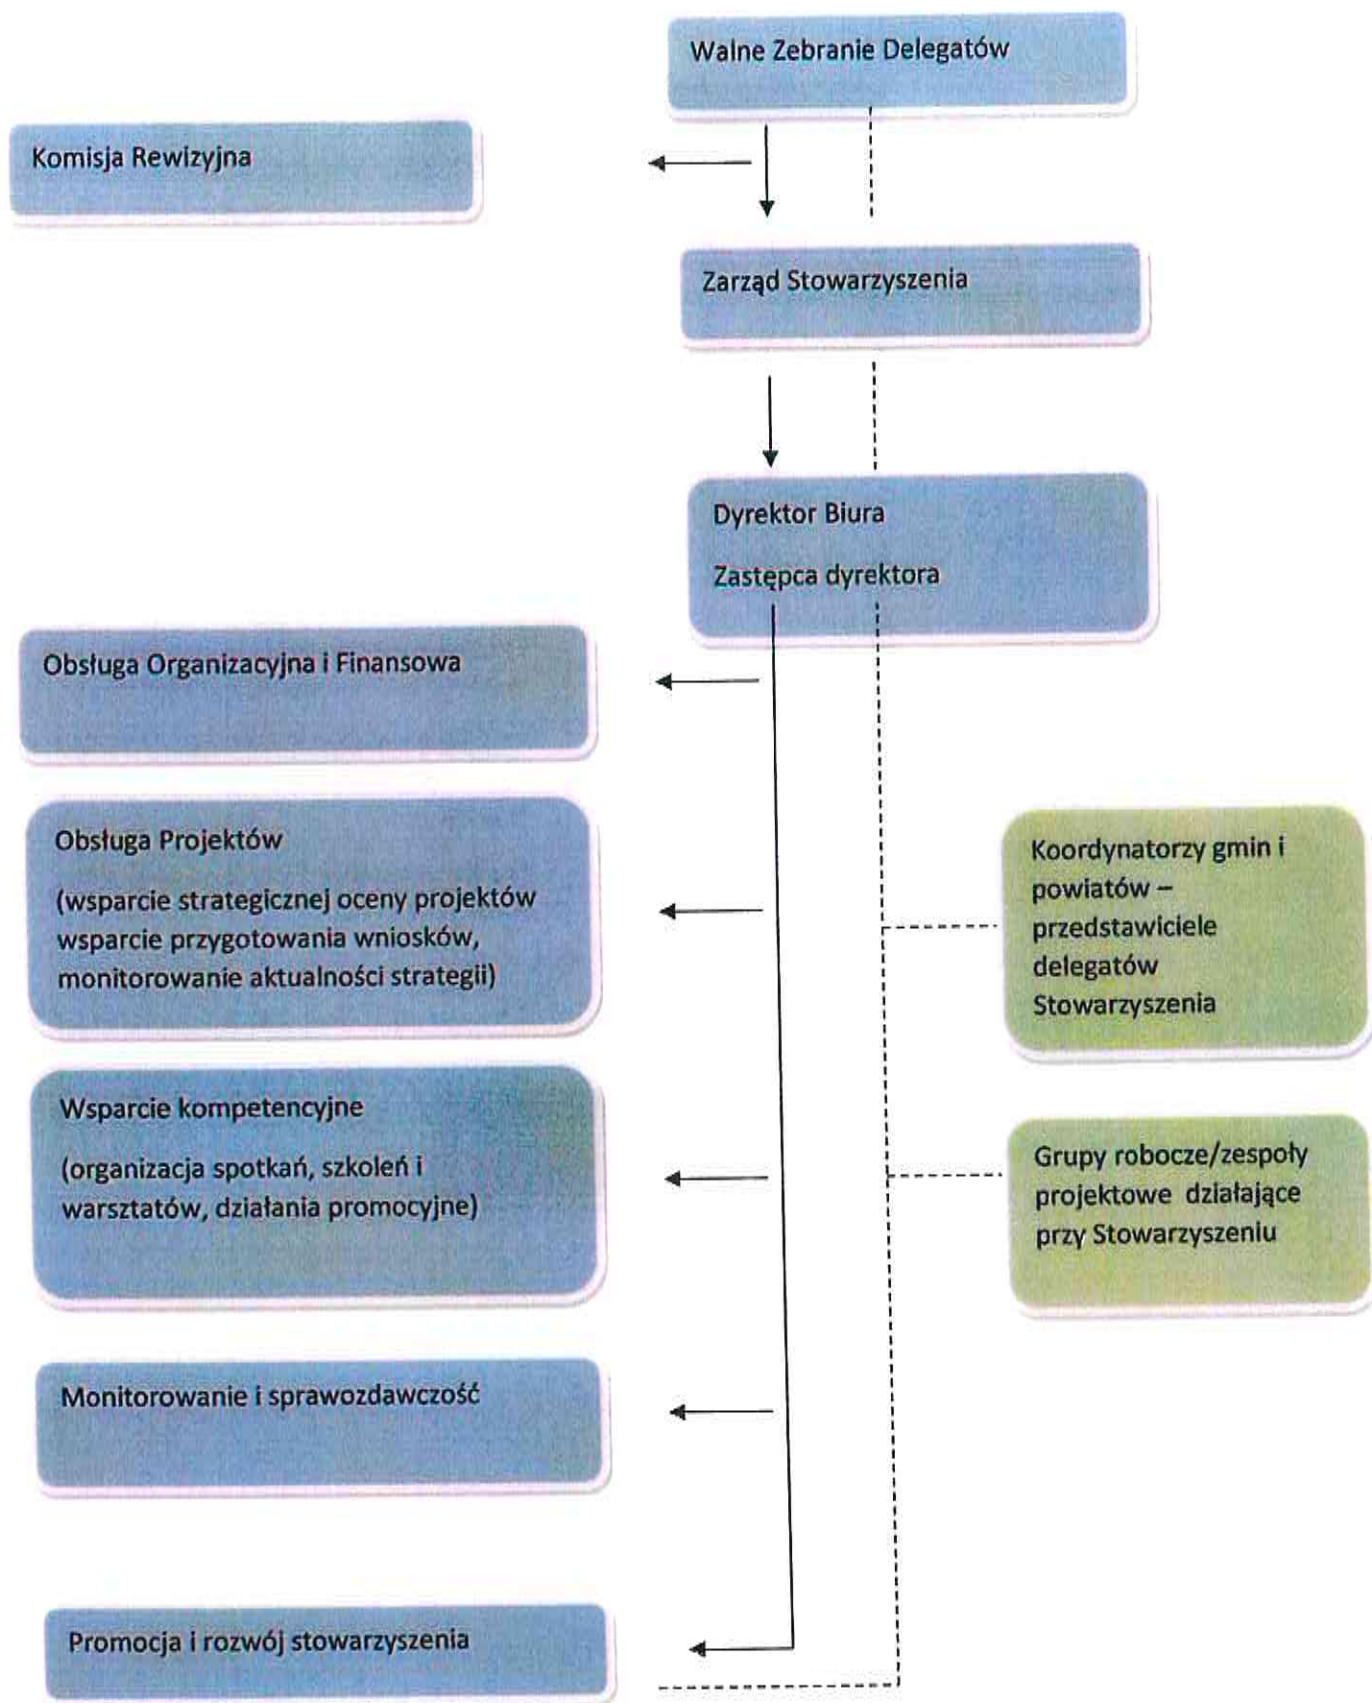 Walne Zebranie Delegatów
Komisja Rewizyjna
Zarząd Stowarzyszenia
Dyrektor Biura
Zastępca dyrektora
Obsługa Organizacyjna i Finansowa
Obsługa Projektów
(wsparcie strategicznej oceny projektów
wsparcie przygotowania wniosków,
monitorowanie aktualności strategii)
Koordynatorzy gmin i
powiatów –
przedstawiciele
delegatów
Stowarzyszenia
Wsparcie kompetencyjne
(organizacja spotkań, szkoleń i
warsztatów, działania promocyjne)
Grupy robocze/zespoły
projektowe działające
przy Stowarzyszeniu
Monitorowanie i sprawozdawczość
Promocja i rozwój stowarzyszenia